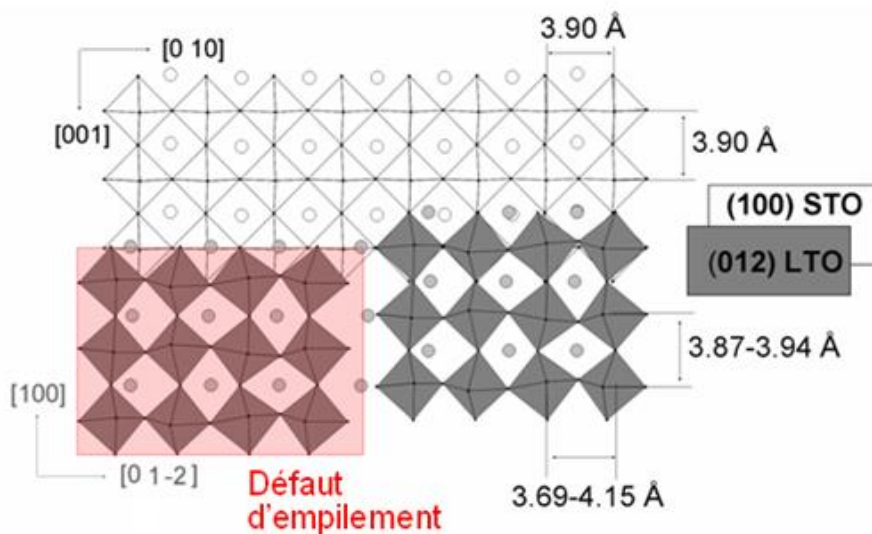 [0 10]
[001]
3.90 Å
3.90 Å
(100) STO
(012) LTO
3.87-3.94 Å
[100]
[0 1-2]
3.69-4.15 Å
Défaut
d'empilement